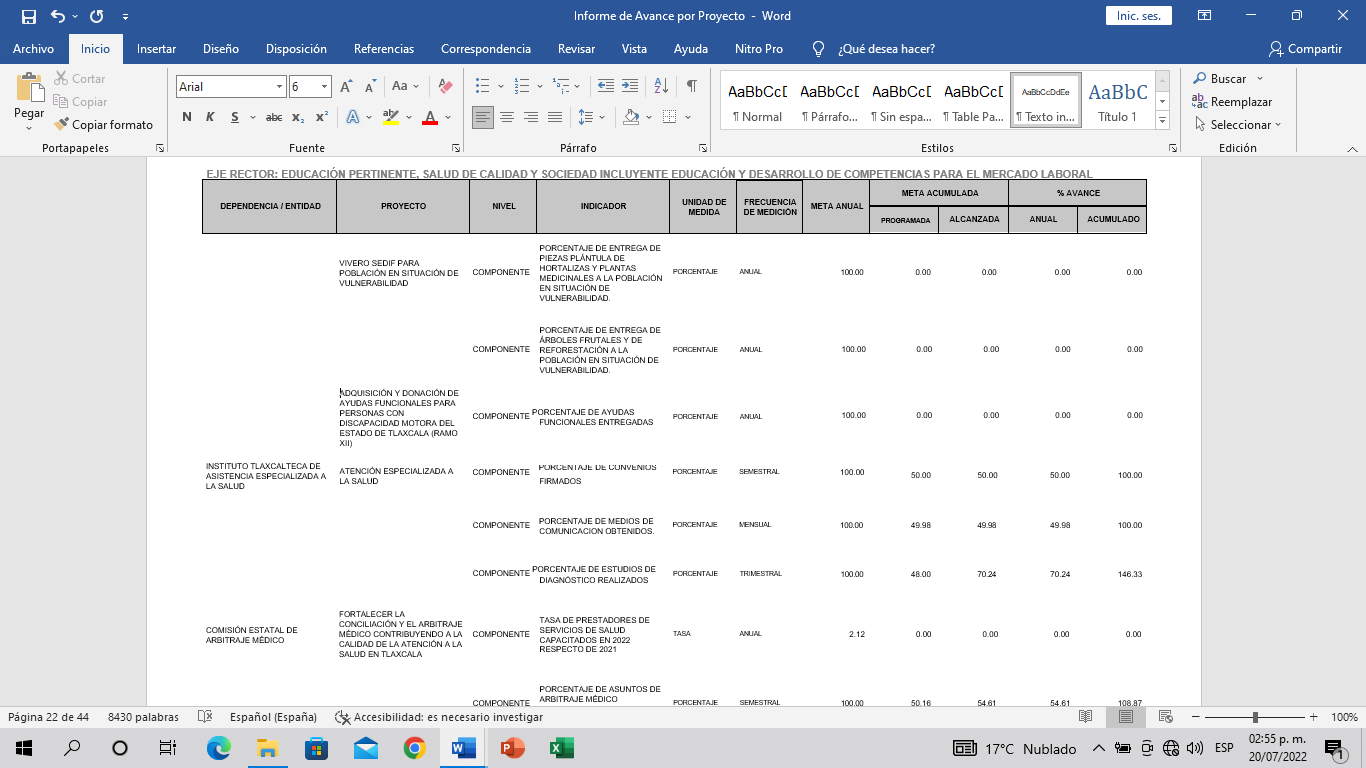 Informe de Avance por Proyecto - Word
Inic. ses.
Archivo Inicio Insertar Diseño Disposición Referencias Correspondencia Revisar Vista Ayuda Nitro Pro ¿Qué desea hacer? Compartir
Pegar
Cortar
Copiar
Copiar formato
Portapapeles
Arial 6
N K S abc x₂ x²
Fuente
Párrafo
AaBbCcD AaBbCcDE AaBbCcDE AaBbCcDE AaBbCcDdEe AaBbC
¶ Normal ¶ Párrafo... ¶ Sin espa... ¶ Table Pa... ¶ Texto in... Título 1
Estilos
Buscar
Reemplazar
Seleccionar
Edición
EJE RECTOR: EDUCACIÓN PERTINENTE, SALUD DE CALIDAD Y SOCIEDAD INCLUYENTE EDUCACIÓN Y DESARROLLO DE COMPETENCIAS PARA EL MERCADO LABORAL
DEPENDENCIA / ENTIDAD
PROYECTO
NIVEL
INDICADOR
UNIDAD DE
MEDIDA
FRECUENCIA
DE MEDICIÓN
META ANUAL
META ACUMULADA
PROGRAMADA
ALCANZADA
% AVANCE
ANUAL
ACUMULADO
VIVERO SEDIF PARA
POBLACIÓN EN SITUACIÓN DE
VULNERABILIDAD
COMPONENTE
PORCENTAJE DE ENTREGA DE
PIEZAS PLÁNTULA DE
HORTALIZAS Y PLANTAS
MEDICINALES A LA POBLACIÓN
EN SITUACIÓN DE
VULNERABILIDAD.
PORCENTAJE ANUAL 100.00 0.00 0.00 0.00 0.00
COMPONENTE
PORCENTAJE DE ENTREGA DE
ÁRBOLES FRUTALES Y DE
REFORESTACIÓN A LA
POBLACIÓN EN SITUACIÓN DE
VULNERABILIDAD.
PORCENTAJE ANUAL 100.00 0.00 0.00 0.00 0.00
ADQUISICIÓN Y DONACIÓN DE
AYUDAS FUNCIONALES PARA
PERSONAS CON
DISCAPACIDAD MOTORA DEL
ESTADO DE TLAXCALA (RAMO
XII)
COMPONENTE
PORCENTAJE DE AYUDAS
FUNCIONALES ENTREGADAS
PORCENTAJE ANUAL 100.00 0.00 0.00 0.00 0.00
INSTITUTO TLAXCALTECA DE
ASISTENCIA ESPECIALIZADA A
LA SALUD
ATENCIÓN ESPECIALIZADA A
LA SALUD
COMPONENTE
PORCENTAJE DE CONVENIOS
FIRMADOS
PORCENTAJE SEMESTRAL 100.00 50.00 50.00 50.00 100.00
COMPONENTE
PORCENTAJE DE MEDIOS DE
COMUNICACION OBTENIDOS.
PORCENTAJE MENSUAL 100.00 49.98 49.98 49.98 100.00
COMPONENTE
PORCENTAJE DE ESTUDIOS DE
DIAGNÓSTICO REALIZADOS
PORCENTAJE TRIMESTRAL 100.00 48.00 70.24 70.24 146.33
COMISIÓN ESTATAL DE
ARBITRAJE MÉDICO
FORTALECER LA
CONCILIACIÓN Y EL ARBITRAJE
MÉDICO CONTRIBUYENDO A LA
CALIDAD DE LA ATENCIÓN A LA
SALUD EN TLAXCALA
COMPONENTE
TASA DE PRESTADORES DE
SERVICIOS DE SALUD
CAPACITADOS EN 2022
RESPECTO DE 2021
TASA ANUAL 2.12 0.00 0.00 0.00 0.00
COMPONENTE
PORCENTAJE DE ASUNTOS DE
ARBITRAJE MÉDICO
PORCENTAJE SEMESTRAL 100.00 50.16 54.61 54.61 108.87
Página 22 de 44 8430 palabras Español (España) Accesibilidad: es necesario investigar 100%
17°C Nublado ESP
02:55 p. m.
20/07/2022
1